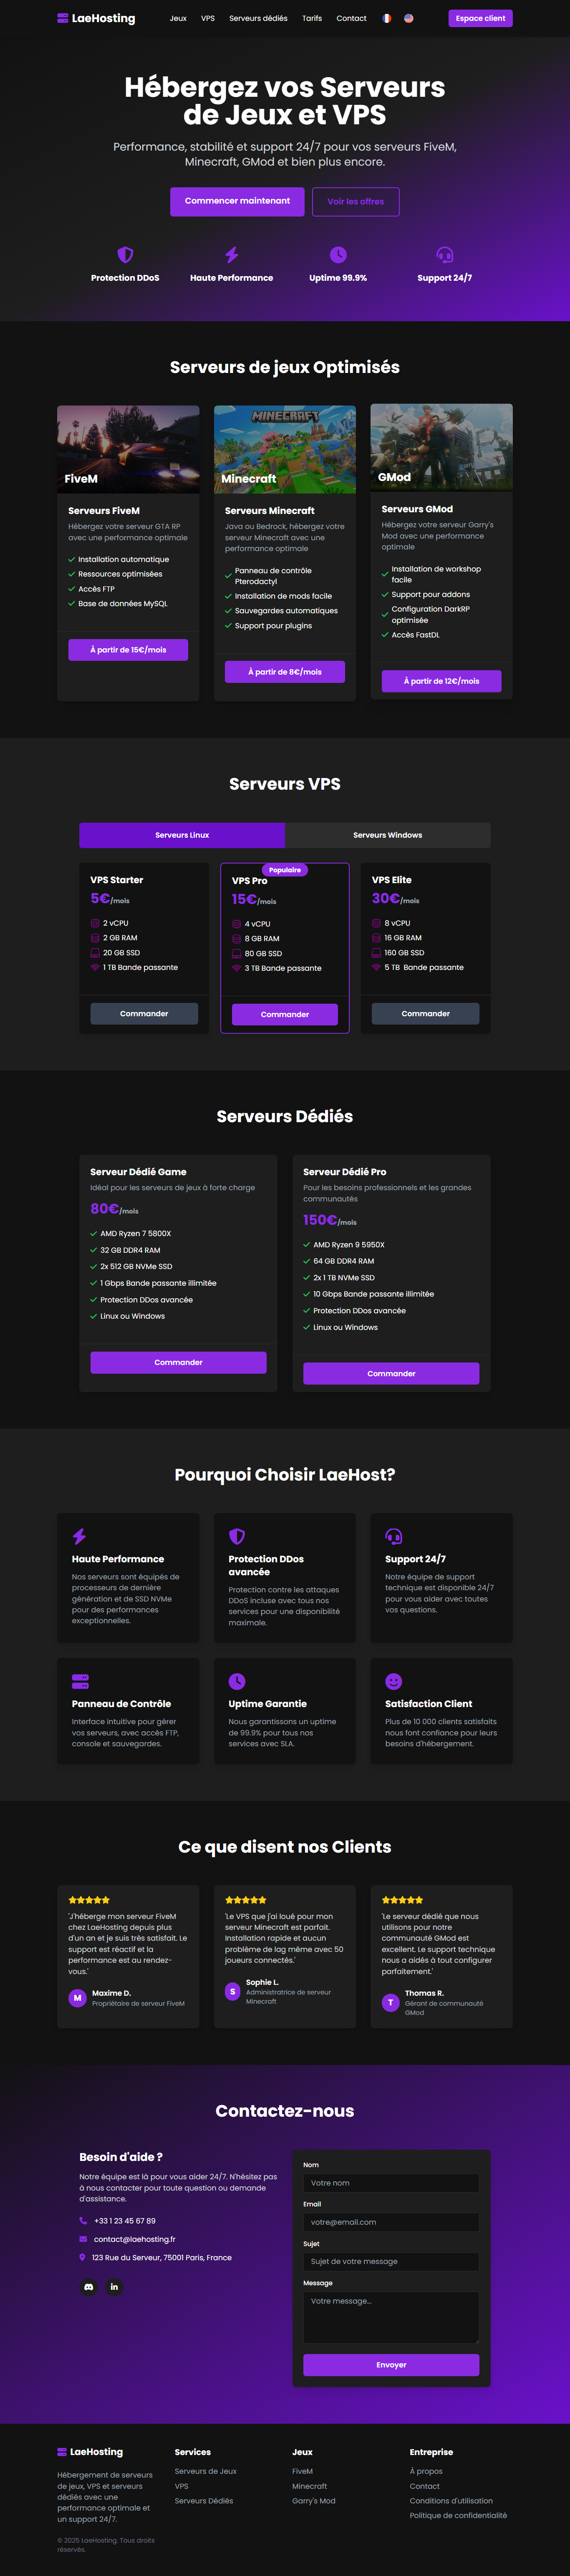 LaeHosting
Jeux VPS Serveurs dédiés Tarifs Contact
Espace client
Hébergez vos Serveurs
de Jeux et VPS
Performance, stabilité et support 24/7 pour vos serveurs FiveM,
Minecraft, GMod et bien plus encore.
Commencer maintenant
Voir les offres
Protection DDoS
Haute Performance
Uptime 99.9%
Support 24/7
Serveurs de jeux Optimisés
FiveM
Serveurs FiveM
Hébergez votre serveur GTA RP
avec une performance optimale
Installation automatique
Ressources optimisées
Accès FTP
Base de données MySQL
À partir de 15€/mois
MINECRAFT
Minecraft
Serveurs Minecraft
Java ou Bedrock, hébergez votre
serveur Minecraft avec une
performance optimale
Panneau de contrôle
Pterodactyl
Installation de mods facile
Sauvegardes automatiques
Support pour plugins
À partir de 8€/mois
GMod
Serveurs GMod
Hébergez votre serveur Garry's
Mod avec une performance
optimale
Installation de workshop
facile
Support pour addons
Configuration DarkRP
optimisée
Accès FastDL
À partir de 12€/mois
Serveurs VPS
Serveurs Linux
Serveurs Windows
VPS Starter
5€/mois
2 vCPU
2 GB RAM
20 GB SSD
1 TB Bande passante
Commander
Populaire
VPS Pro
15€/mois
4 vCPU
8 GB RAM
80 GB SSD
3 TB Bande passante
Commander
VPS Elite
30€/mois
8 vCPU
16 GB RAM
160 GB SSD
5 TB Bande passante
Commander
Serveurs Dédiés
Serveur Dédié Game
Idéal pour les serveurs de jeux à forte charge
80€/mois
AMD Ryzen 7 5800X
32 GB DDR4 RAM
2x 512 GB NVMe SSD
1 Gbps Bande passante illimitée
Protection DDos avancée
Linux ou Windows
Commander
Serveur Dédié Pro
Pour les besoins professionnels et les grandes
communautés
150€/mois
AMD Ryzen 9 5950X
64 GB DDR4 RAM
2x 1 TB NVMe SSD
10 Gbps Bande passante illimitée
Protection DDos avancée
Linux ou Windows
Commander
Pourquoi Choisir LaeHost?
Haute Performance
Nos serveurs sont équipés de
processeurs de dernière
génération et de SSD NVMe
pour des performances
exceptionnelles.
Protection DDos
avancée
Protection contre les attaques
DDoS incluse avec tous nos
services pour une disponibilité
maximale.
Support 24/7
Notre équipe de support
technique est disponible 24/7
pour vous aider avec toutes
vos questions.
Panneau de Contrôle
Interface intuitive pour gérer
vos serveurs, avec accès FTP,
console et sauvegardes.
Uptime Garantie
Nous garantissons un uptime
de 99.9% pour tous nos
services avec SLA.
Satisfaction Client
Plus de 10 000 clients satisfaits
nous font confiance pour leurs
besoins d'hébergement.
Ce que disent nos Clients
'J'héberge mon serveur FiveM
chez LaeHosting depuis plus
d'un an et je suis très satisfait. Le
support est réactif et la
performance est au rendez-
vous.'
M
Maxime D.
Propriétaire de serveur FiveM
'Le VPS que j'ai loué pour mon
serveur Minecraft est parfait.
Installation rapide et aucun
problème de lag même avec 50
joueurs connectés.'
S
Sophie L.
Administratrice de serveur
Minecraft
'Le serveur dédié que nous
utilisons pour notre
communauté GMod est
excellent. Le support technique
nous a aidés à tout configurer
parfaitement.'
T
Thomas R.
Gérant de communauté
GMod
Contactez-nous
Besoin d'aide ?
Notre équipe est là pour vous aider 24/7. N'hésitez pas
à nous contacter pour toute question ou demande
d'assistance.
+33 1 23 45 67 89
contact@laehosting.fr
123 Rue du Serveur, 75001 Paris, France
in
Nom
Votre nom
Email
votre@email.com
Sujet
Sujet de votre message
Message
Votre message...
Envoyer
LaeHosting
Hébergement de serveurs
de jeux, VPS et serveurs
dédiés avec une
performance optimale et
un support 24/7.
© 2025 LaeHosting. Tous droits
réservés.
Services
Serveurs de Jeux
VPS
Serveurs Dédiés
Jeux
FiveM
Minecraft
Garry's Mod
Entreprise
À propos
Contact
Conditions d'utilisation
Politique de confidentialité